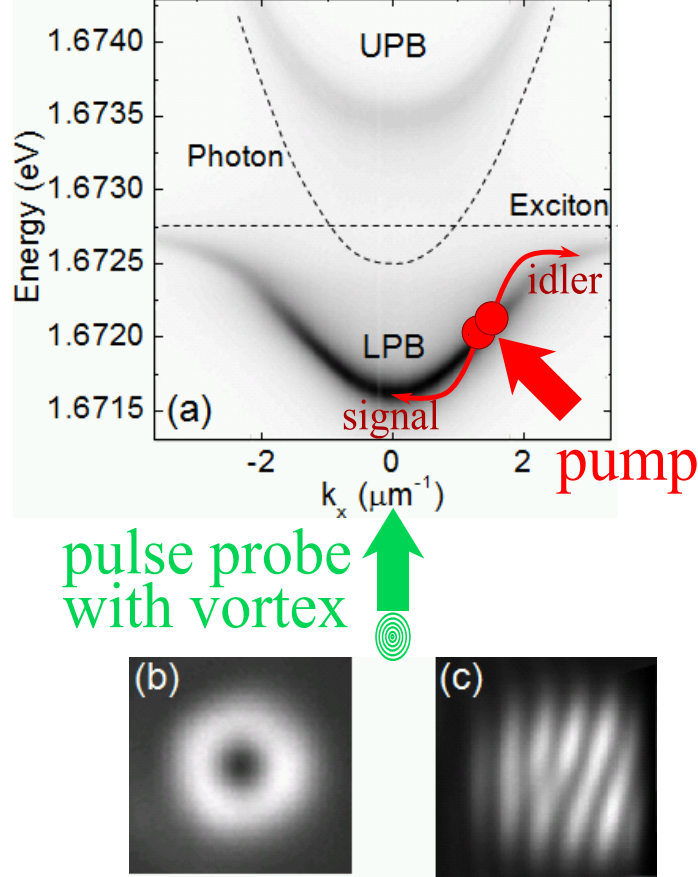 1.6740
UPB
1.6735
Photon
1.6730
Exciton
Energy (eV)
1.6725
idler
1.6720
LPB
1.6715
(a)
signal
-2 0 2
pump
kx (μm-1)
pulse probe
with vortex
(b) (c)